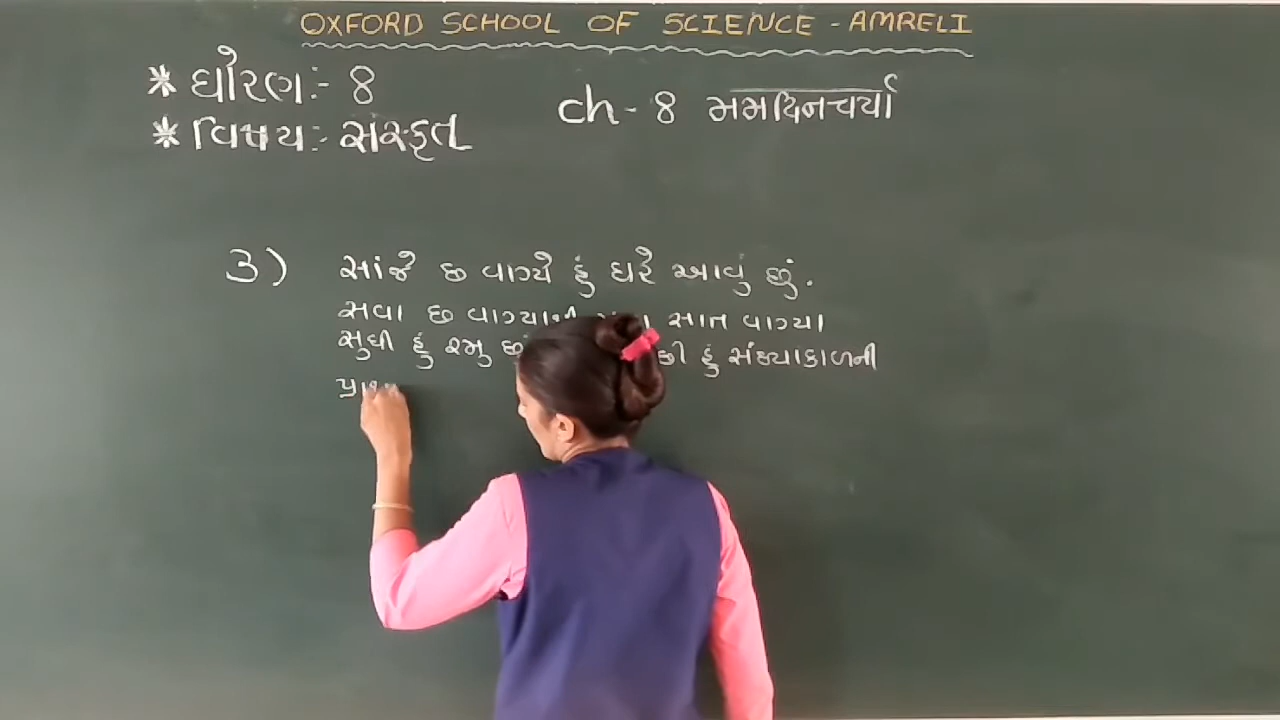 OXFORD SCHOOL OF SCIENCE - AMRELI
* ધોરણ:- 8
ch - 8 મમદિનચર્યા
* વિષય:- સંસ્કૃત
3) સાંજે છ વાગ્યે હું ઘરે આવું છું.
સવા છ વાગ્યાથી સાત વાગ્યા
સુધી હું રમુ છું હું સંધ્યાકાળની